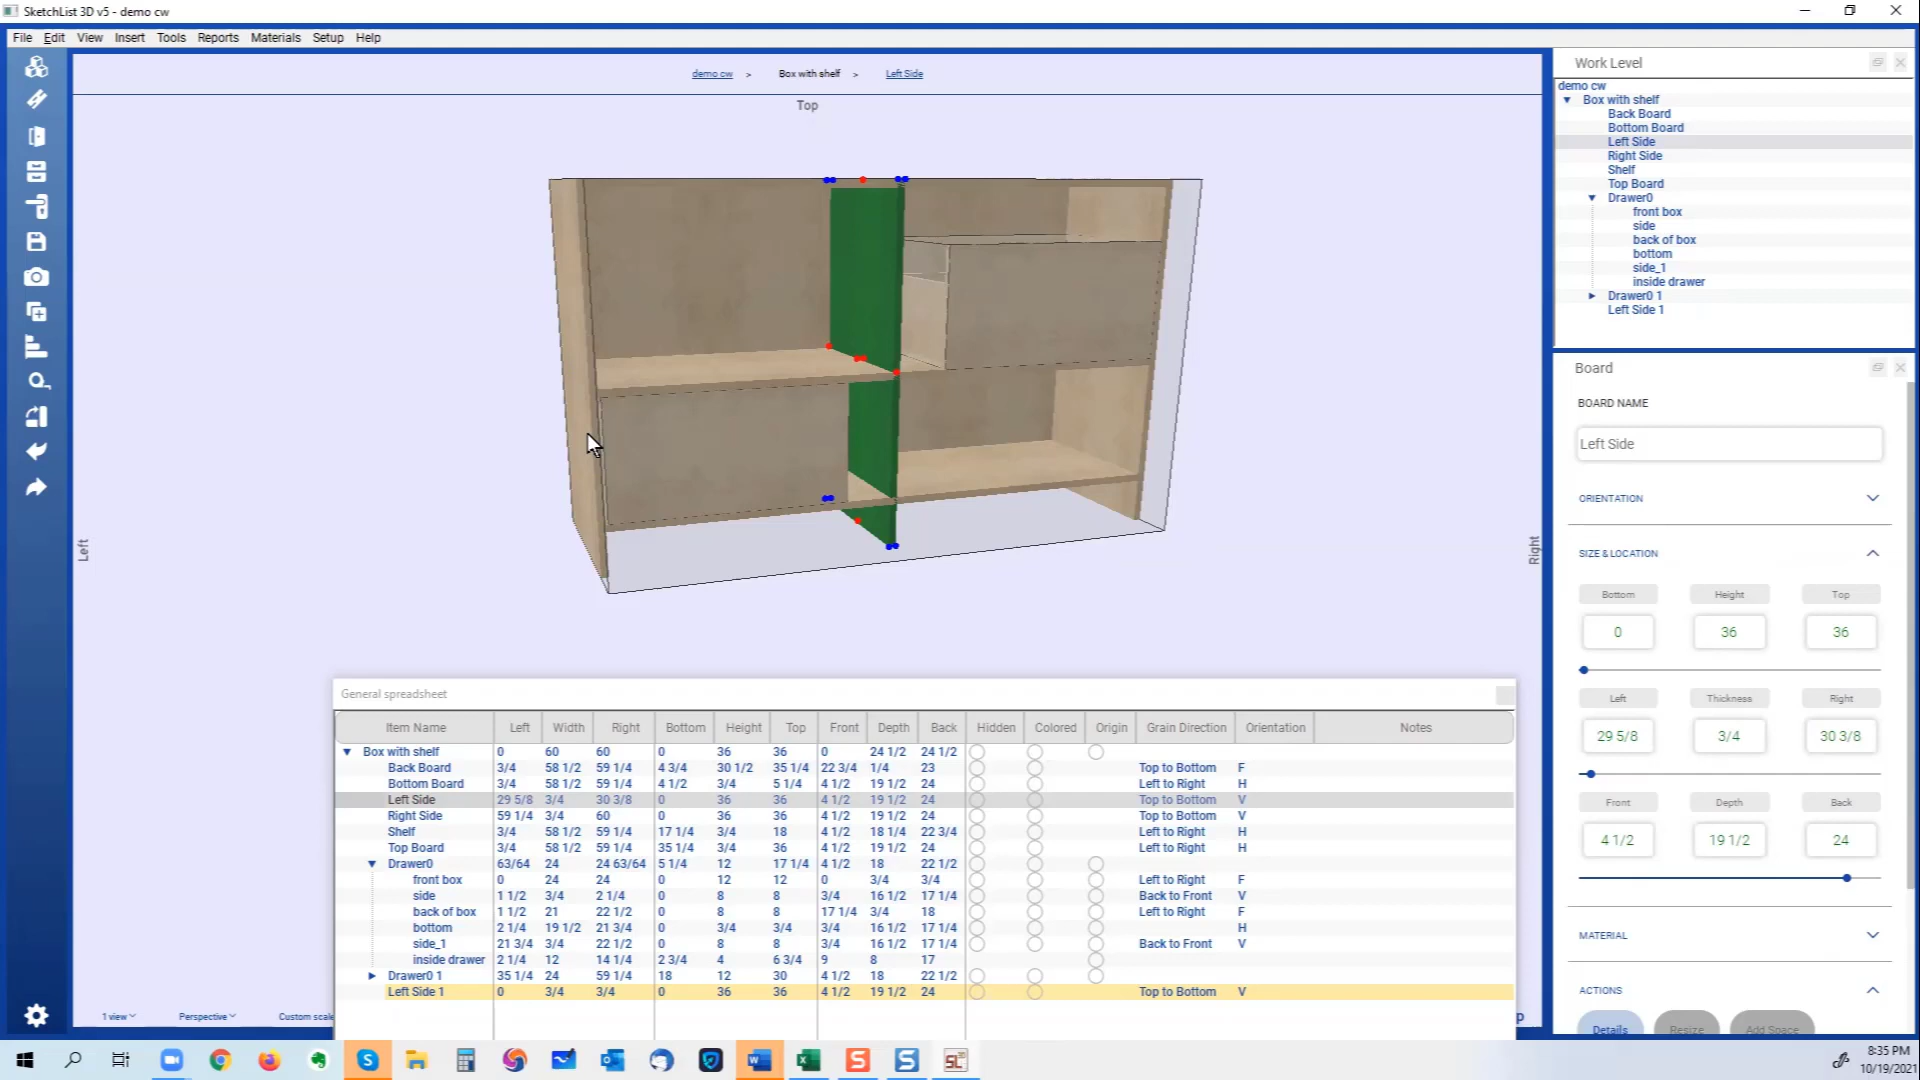 SketchList 3D v5 - demo cw
File Edit View Insert Tools Reports Materials Setup Help
demo cw > Box with shelf > Left Side
Top
Left
Right
1 view
Perspective
Custom scale
p
Work Level
demo cw
Box with shelf
Back Board
Bottom Board
Left Side
Right Side
Shelf
Top Board
Drawer0
front box
side
back of box
bottom
side_1
inside drawer
Drawer0 1
Left Side 1
Board
BOARD NAME
Left Side
ORIENTATION
SIZE & LOCATION
Bottom Height Top
0 36 36
Left Thickness Right
29 5/8 3/4 30 3/8
Front Depth Back
4 1/2 19 1/2 24
MATERIAL
ACTIONS
Details Resize Add Space
General spreadsheet
Item Name Left Width Right Bottom Height Top Front Depth Back Hidden Colored Origin Grain Direction Orientation Notes
Box with shelf 0 60 60 0 36 36 0 24 1/2 24 1/2
Back Board 3/4 58 1/2 59 1/4 4 3/4 30 1/2 35 1/4 22 3/4 1/4 23 Top to Bottom F
Bottom Board 3/4 58 1/2 59 1/4 4 1/2 3/4 5 1/4 4 1/2 19 1/2 24 Left to Right H
Left Side 29 5/8 3/4 30 3/8 0 36 36 4 1/2 19 1/2 24 Top to Bottom V
Right Side 59 1/4 3/4 60 0 36 36 4 1/2 19 1/2 24 Top to Bottom V
Shelf 3/4 58 1/2 59 1/4 17 1/4 3/4 18 4 1/2 18 1/4 22 3/4 Left to Right H
Top Board 3/4 58 1/2 59 1/4 35 1/4 3/4 36 4 1/2 19 1/2 24 Left to Right H
Drawer0 63/64 24 24 63/64 5 1/4 12 17 1/4 4 1/2 18 22 1/2
front box 0 24 24 0 12 12 0 3/4 3/4 Left to Right F
side 1 1/2 3/4 2 1/4 0 8 8 3/4 16 1/2 17 1/4 Back to Front V
back of box 1 1/2 21 22 1/2 0 8 8 17 1/4 3/4 18 Left to Right F
bottom 2 1/4 19 1/2 21 3/4 0 3/4 3/4 3/4 16 1/2 17 1/4 H
side_1 21 3/4 3/4 22 1/2 0 8 8 3/4 16 1/2 17 1/4 Back to Front V
inside drawer 2 1/4 12 14 1/4 2 3/4 4 6 3/4 9 8 17
Drawer0 1 35 1/4 24 59 1/4 18 12 30 4 1/2 18 22 1/2
Left Side 1 0 3/4 3/4 0 36 36 4 1/2 19 1/2 24 Top to Bottom V
8:35 PM
10/19/2021